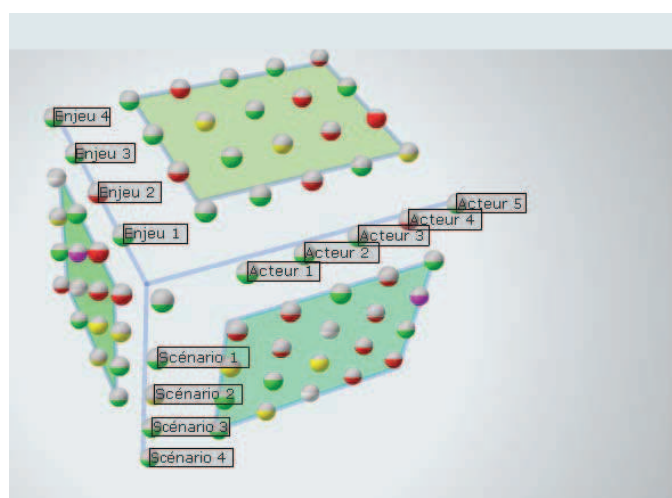 Enjeu 4
Enjeu 3
Enjeu 2
Enjeu 1
Acteur 5
Acteur 4
Acteur 3
Acteur 2
Acteur 1
Scénario 1
Scénario 2
Scénario 3
Scénario 4